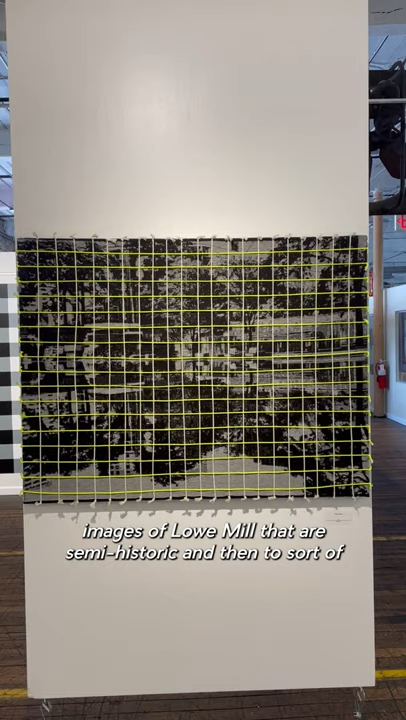 images of Lowe Mill that are
semi-historic and then to sort of